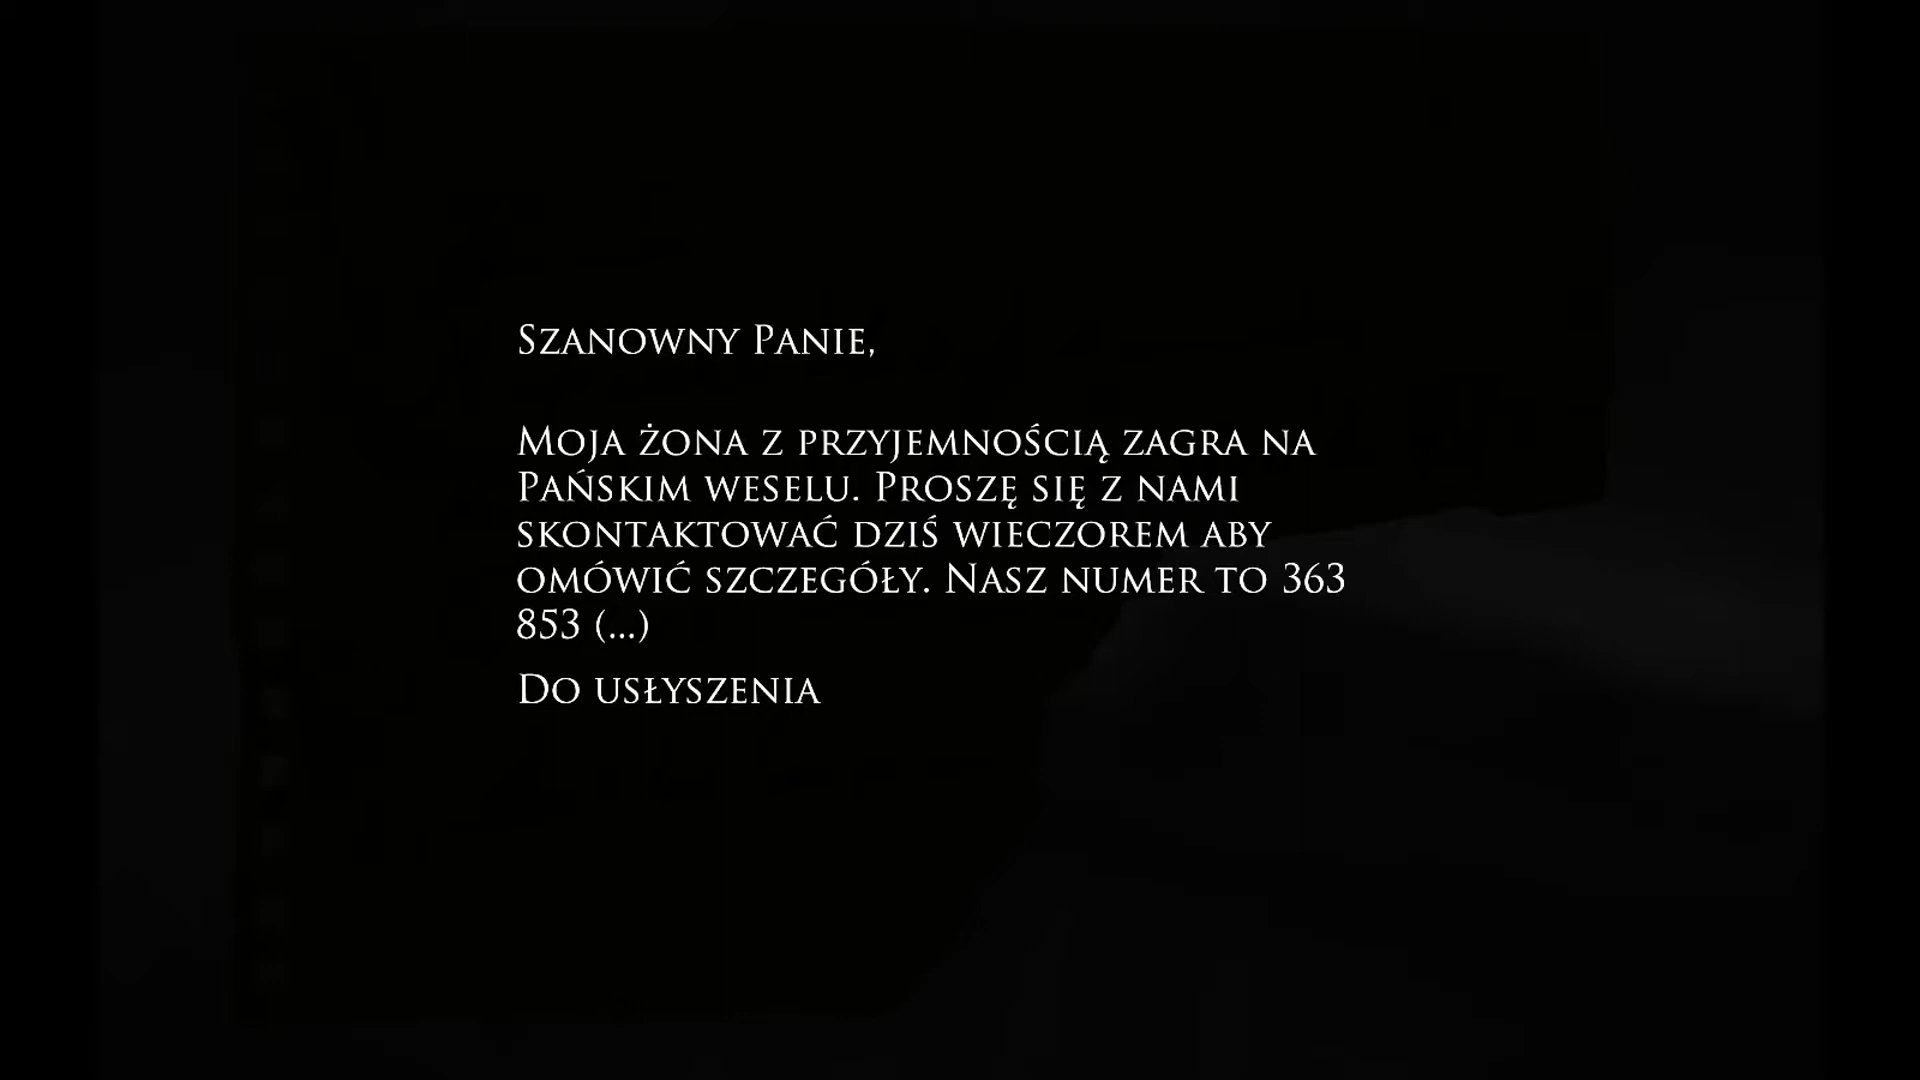 Szanowny Panie,
Moja żona z przyjemnością zagra na
Pańskim weselu. Proszę się z nami
skontaktować dziś wieczorem aby
omówić szczegóły. Nasz numer to 363
853 (...)
Do usłyszenia